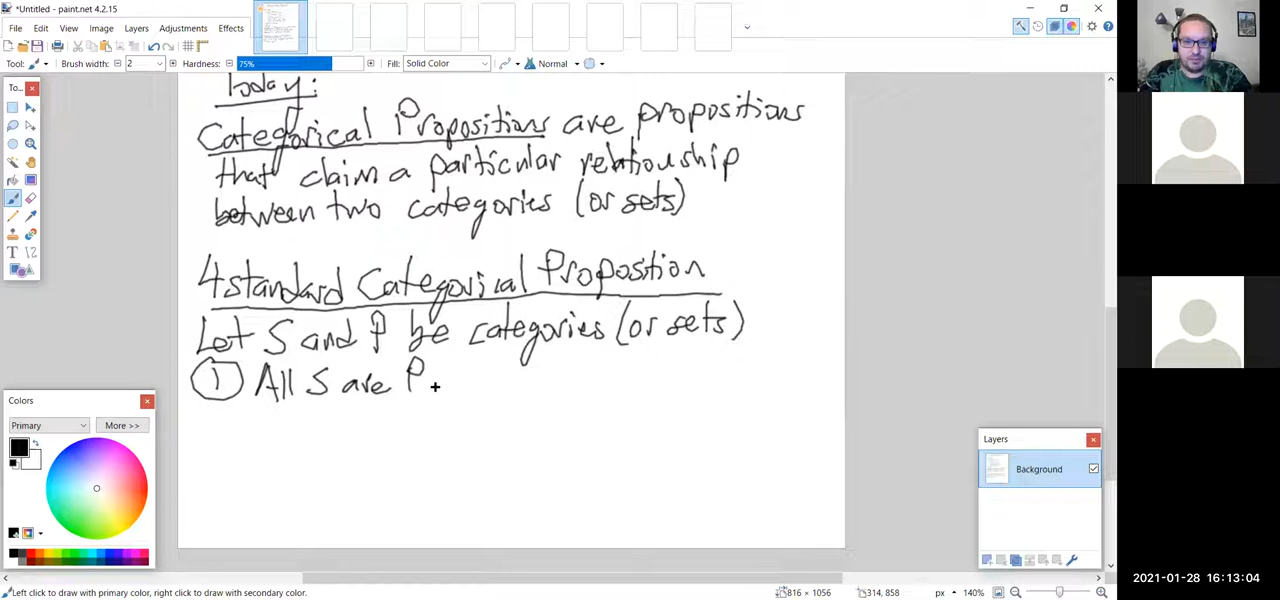 *Untitled - paint.net 4.2.15
File Edit View Image Layers Adjustments Effects
Tool: Brush width: 2 Hardness: 75% Fill: Solid Color Normal
To...
Today:
Categorical Propositions are propositions
that claim a particular relationship
between two categories (or sets)
4 standard Categorical Proposition
Let S and P be categories (or sets)
1 All S are P
Colors
Primary More >>
Layers
Background
Left click to draw with primary color, right click to draw with secondary color.
816 × 1056 314, 858 px 140%
2021-01-28 16:13:04